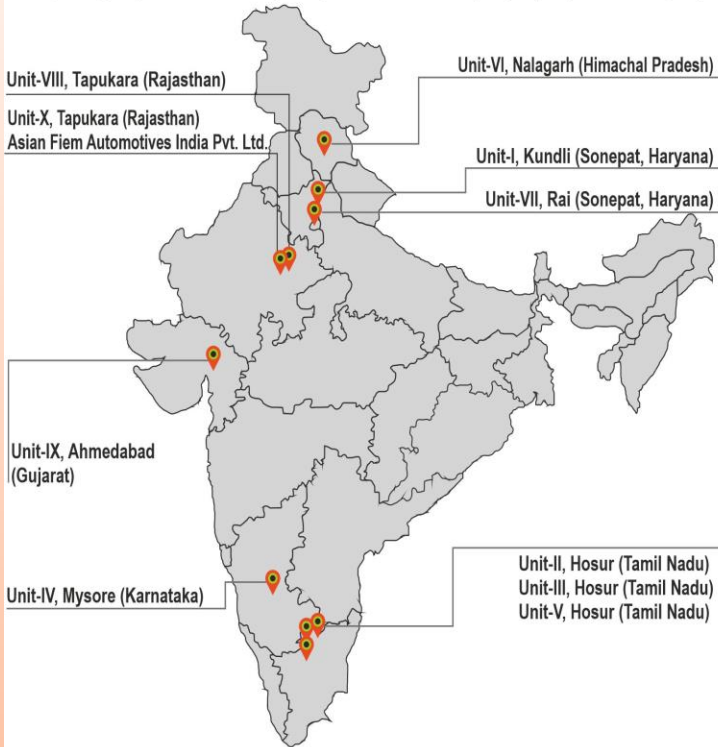 Unit-VIII, Tapukara (Rajasthan)
Unit-X, Tapukara (Rajasthan)
Asian Fiem Automotives India Pvt. Ltd.
Unit-VI, Nalagarh (Himachal Pradesh)
Unit-I, Kundli (Sonepat, Haryana)
Unit-VII, Rai (Sonepat, Haryana)
Unit-IX, Ahmedabad
(Gujarat)
Unit-IV, Mysore (Karnataka)
Unit-II, Hosur (Tamil Nadu)
Unit-III, Hosur (Tamil Nadu)
Unit-V, Hosur (Tamil Nadu)